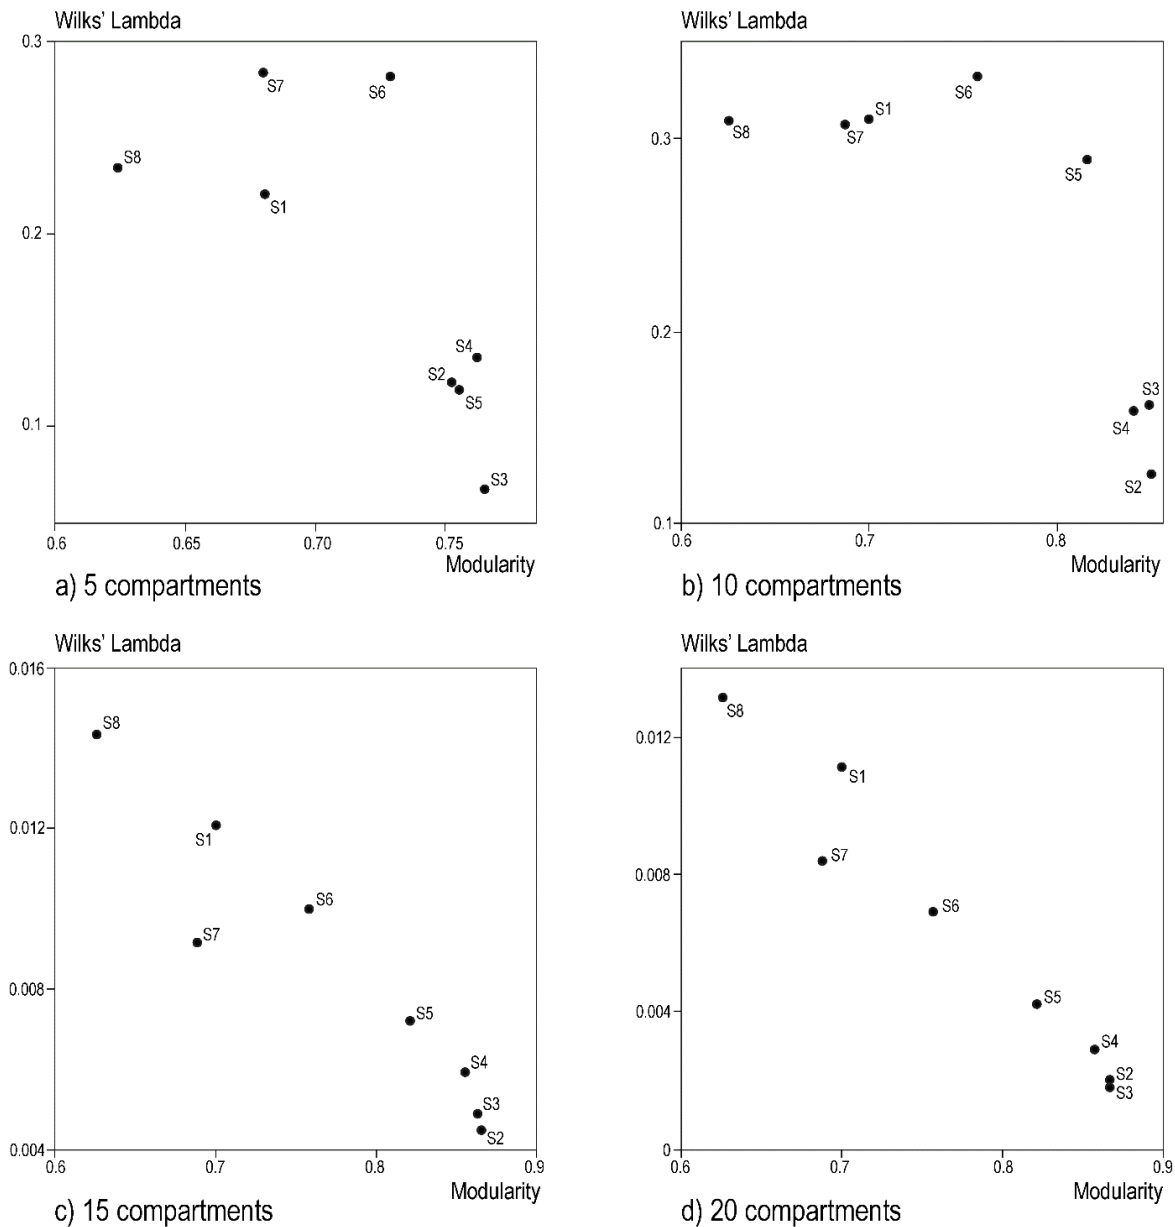 Wilks’ Lambda
0.3
S7
S6
S8
S1
0.2
S4
S2
S5
0.1
S3
0.6
0.65
0.70
0.75
Modularity
a) 5 compartments
Wilks’ Lambda
S6
S1
0.3
S8
S7
S5
0.2
S3
S4
S2
0.1
0.6
0.7
0.8
Modularity
b) 10 compartments
Wilks’ Lambda
0.016
S8
0.012
S1
S6
S7
0.008
S5
S4
S3
S2
0.004
0.6
0.7
0.8
0.9
Modularity
c) 15 compartments
Wilks’ Lambda
S8
0.012
S1
S7
0.008
S6
S5
0.004
S4
S2
S3
0
0.6
0.7
0.8
0.9
Modularity
d) 20 compartments